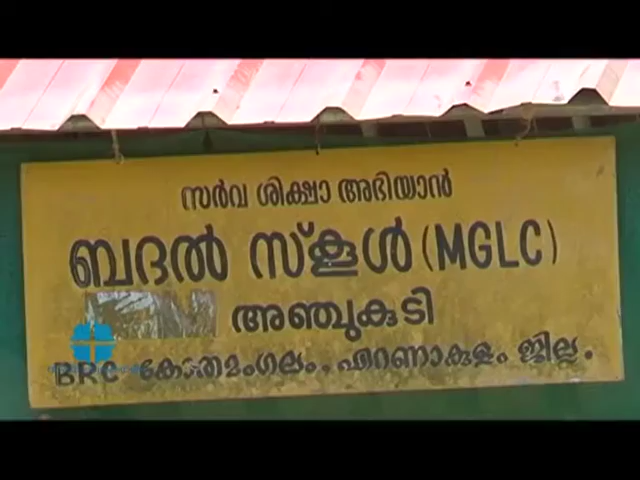 സർവ ശിക്ഷാ അഭിയാൻ
ബദൽ സ്കൂൾ (MGLC)
അഞ്ചുകുടി
BRC കോതമംഗലം, എറണാകുളം ജില്ല.